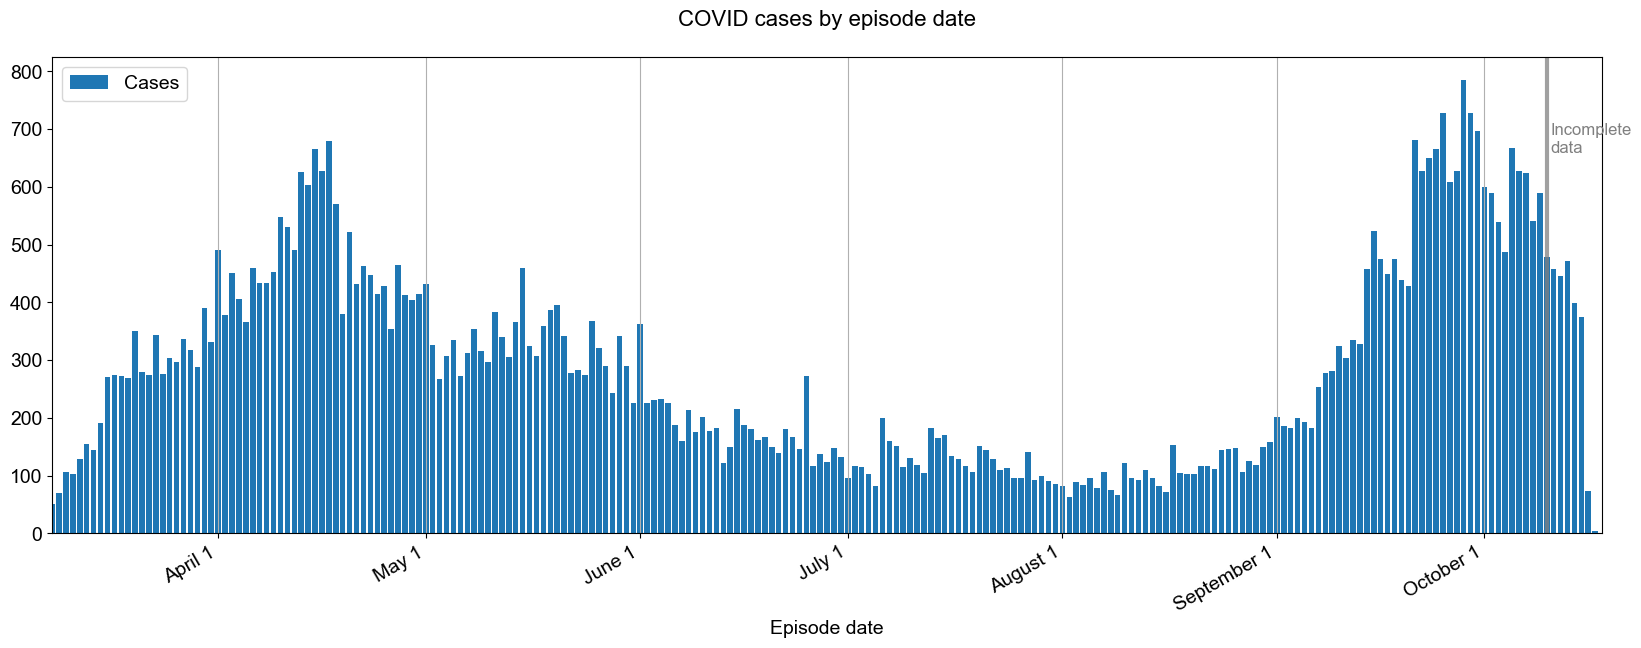 COVID cases by episode date
800
700
600
500
400
300
200
100
0
Cases
Incomplete
data
April 1
May 1
June 1
July 1
August 1
September 1
October 1
Episode date